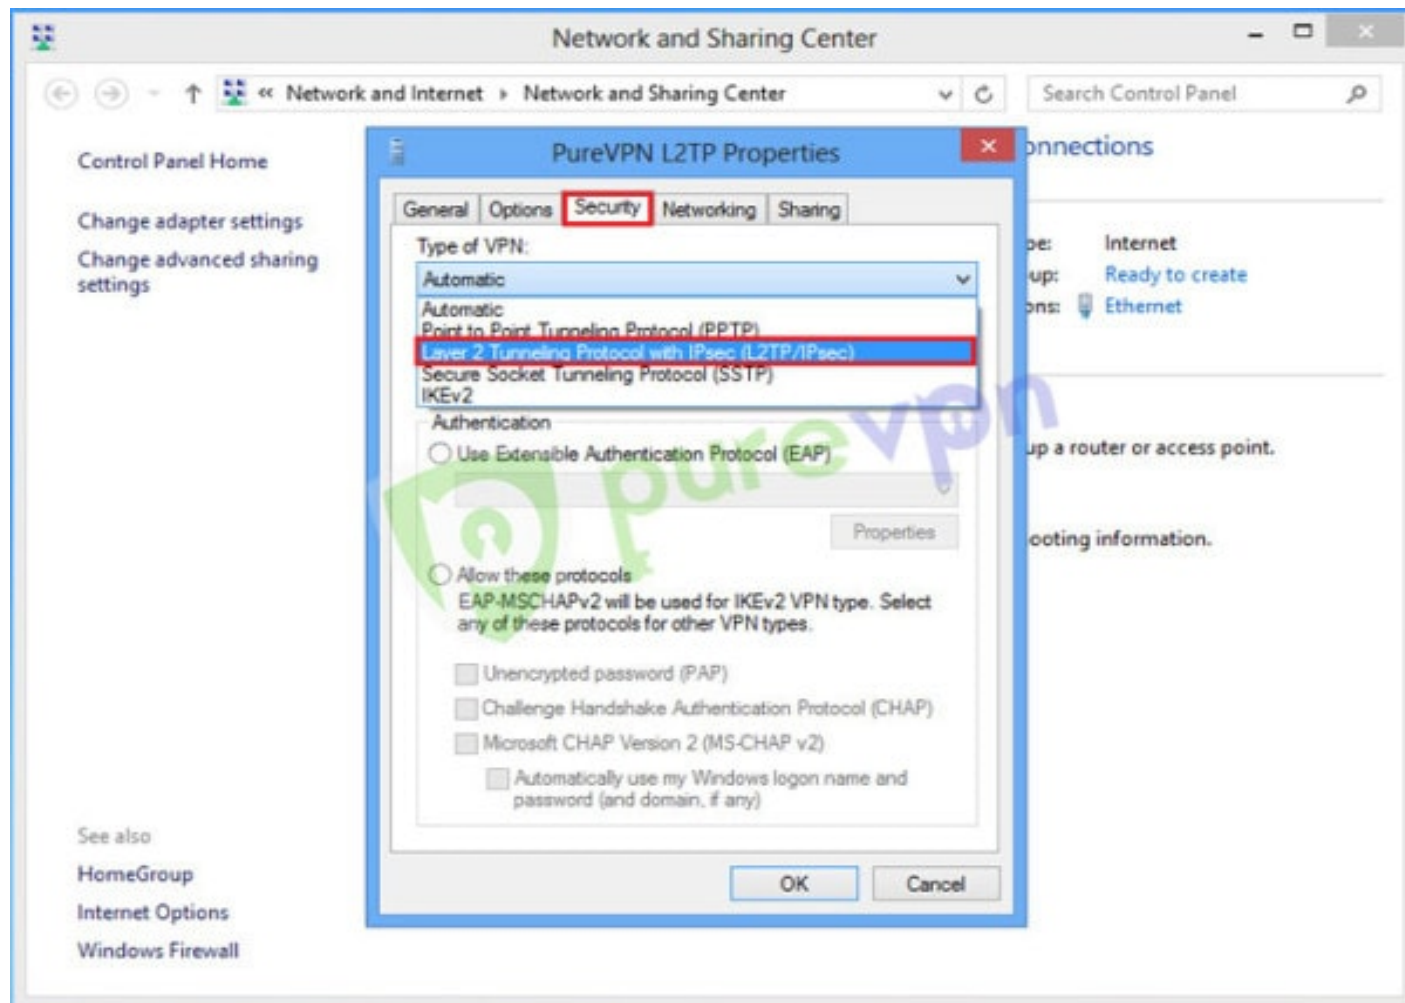 Network and Sharing Center
« Network and Internet › Network and Sharing Center
Search Control Panel
Control Panel Home
Change adapter settings
Change advanced sharing
settings
See also
HomeGroup
Internet Options
Windows Firewall
PureVPN L2TP Properties
General Options Security Networking Sharing
Type of VPN:
Automatic
Automatic
Point to Point Tunneling Protocol (PPTP)
Layer 2 Tunneling Protocol with IPsec (L2TP/IPsec)
Secure Socket Tunneling Protocol (SSTP)
IKEv2
Authentication
Use Extensible Authentication Protocol (EAP)
Properties
Allow these protocols
EAP-MSCHAPv2 will be used for IKEv2 VPN type. Select
any of these protocols for other VPN types.
Unencrypted password (PAP)
Challenge Handshake Authentication Protocol (CHAP)
Microsoft CHAP Version 2 (MS-CHAP v2)
Automatically use my Windows logon name and
password (and domain, if any)
OK Cancel
onnections
pe: Internet
up: Ready to create
ons: Ethernet
up a router or access point.
ooting information.
purevpn